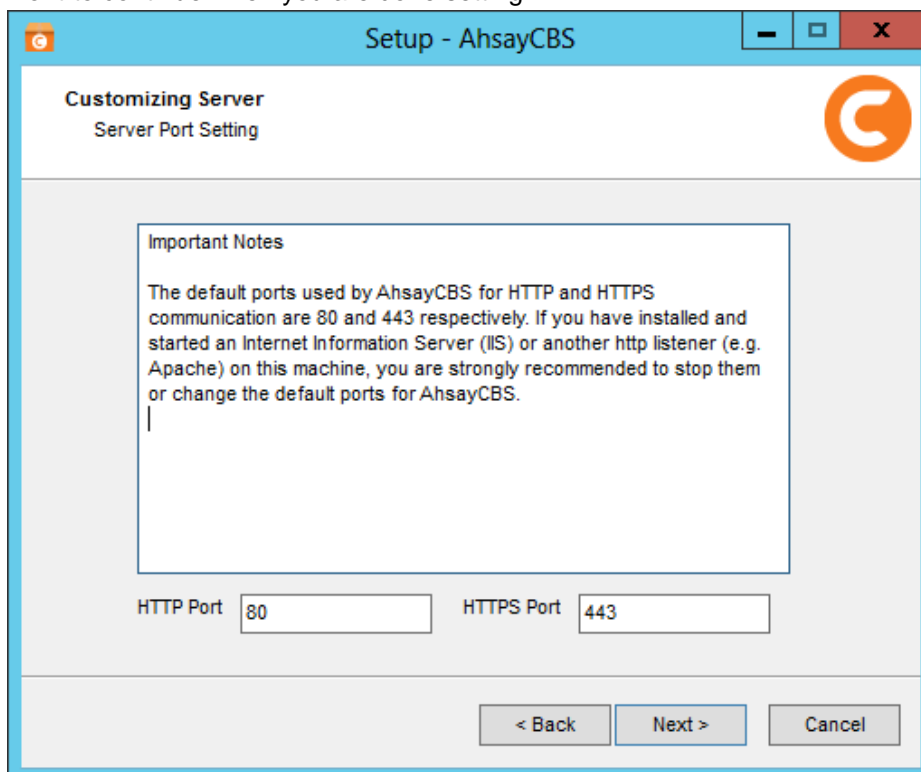 Setup - AhsayCBS
Customizing Server
Server Port Setting
Important Notes
The default ports used by AhsayCBS for HTTP and HTTPS
communication are 80 and 443 respectively. If you have installed and
started an Internet Information Server (IIS) or another http listener (e.g.
Apache) on this machine, you are strongly recommended to stop them
or change the default ports for AhsayCBS.
HTTP Port 80 HTTPS Port 443
< Back Next > Cancel